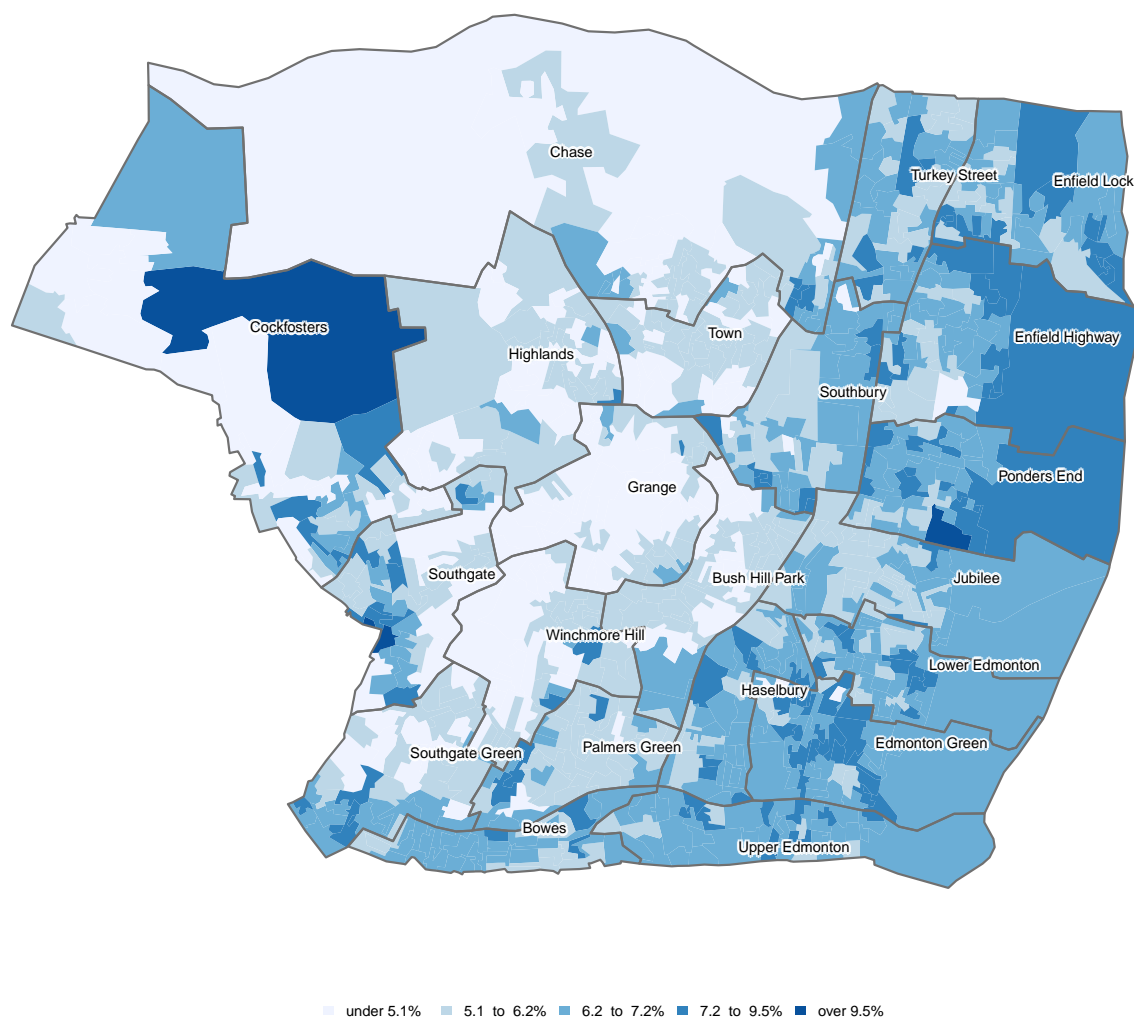 Chase
Turkey Street
Enfield Lock
Cockfosters
Town
Enfield Highway
Highlands
Southbury
Ponders End
Grange
Southgate
Bush Hill Park
Jubilee
Winchmore Hill
Lower Edmonton
Haselbury
Southgate Green
Palmers Green
Edmonton Green
Bowes
Upper Edmonton
under 5.1% 5.1 to 6.2% 6.2 to 7.2% 7.2 to 9.5% over 9.5%